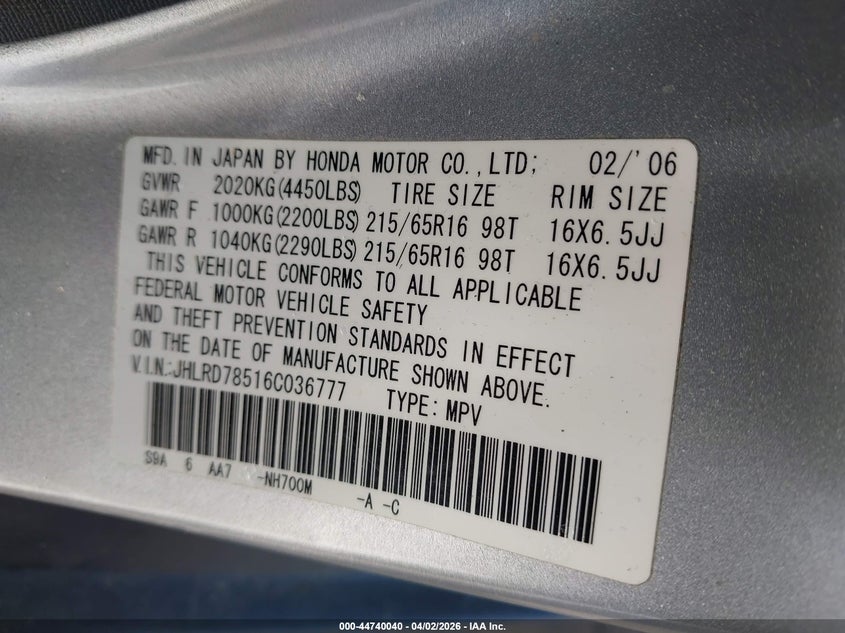 MFD. IN JAPAN BY HONDA MOTOR CO., LTD; 02/'06
GVWR 2020KG(4450LBS) TIRE SIZE RIM SIZE
GAWR F 1000KG(2200LBS) 215/65R16 98T 16X6.5JJ
GAWR R 1040KG(2290LBS) 215/65R16 98T 16X6.5JJ
THIS VEHICLE CONFORMS TO ALL APPLICABLE
FEDERAL MOTOR VEHICLE SAFETY
AND THEFT PREVENTION STANDARDS IN EFFECT
ON THE DATE OF MANUFACTURE SHOWN ABOVE.
V.I.N.:JHLRD78516C036777 TYPE: MPV
S9A 6 AA7 -NH700M -A -C
000-44740040 - 04/02/2026 - IAA Inc.